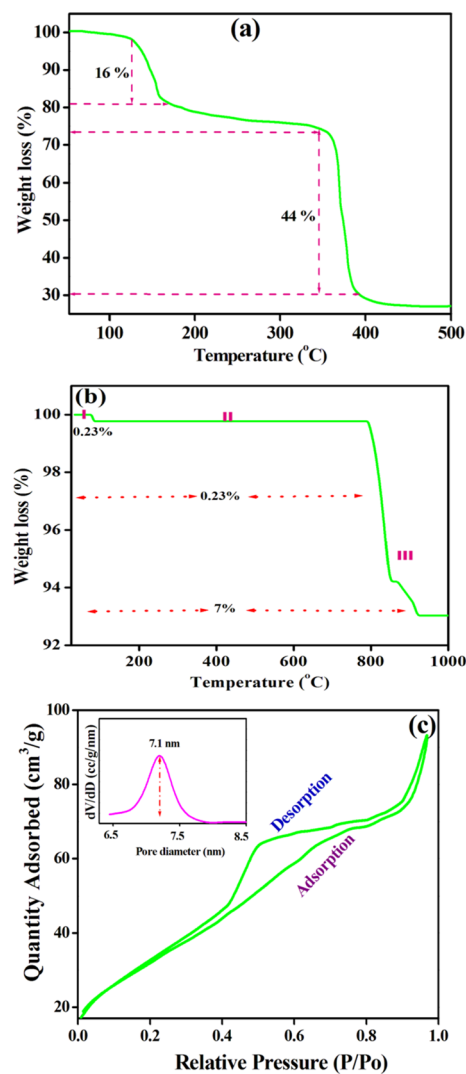 (a)
100
90
80
70
60
50
40
30
16 %
44 %
Weight loss (%)
100
200
300
400
500
Temperature (°C)
(b)
100
98
96
94
92
I
II
III
0.23%
0.23%
7%
Weight loss (%)
200
400
600
800
1000
Temperature (°C)
(c)
100
80
60
40
20
Quantity Adsorbed (cm³/g)
7.1 nm
dV/dD (cc/g/nm)
6.5
7.5
8.5
Pore diameter (nm)
Desorption
Adsorption
0.0
0.2
0.4
0.6
0.8
1.0
Relative Pressure (P/Po)